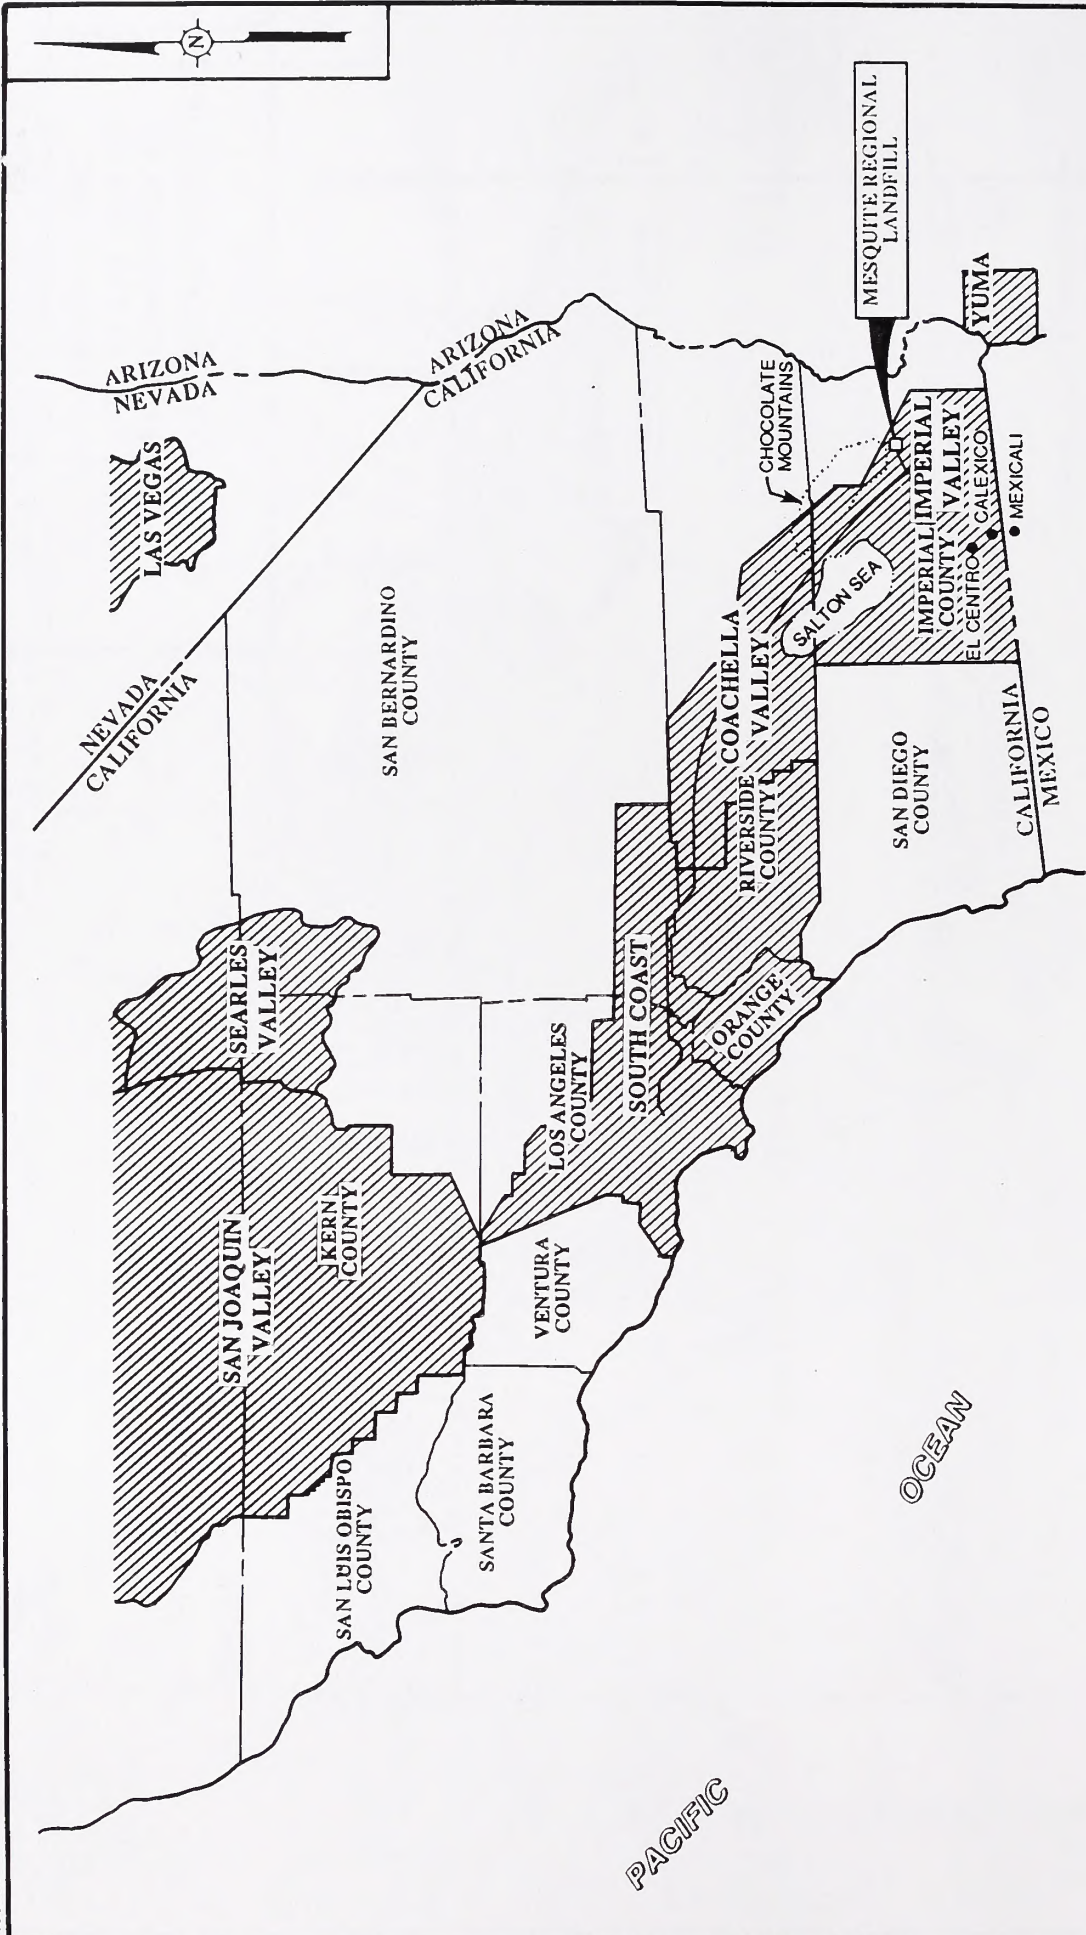 N
ARIZONA
NEVADA
LAS VEGAS
NEVADA
CALIFORNIA
ARIZONA
CALIFORNIA
SAN BERNARDINO
COUNTY
SEARLES
VALLEY
SAN JOAQUIN
VALLEY
KERN
COUNTY
SAN LUIS OBISPO
COUNTY
SANTA BARBARA
COUNTY
VENTURA
COUNTY
LOS ANGELES
COUNTY
SOUTH COAST
ORANGE
COUNTY
RIVERSIDE
COUNTY
COACHELLA
VALLEY
CHOCOLATE
MOUNTAINS
MESQUITE REGIONAL
LANDFILL
SALTON SEA
IMPERIAL
COUNTY
IMPERIAL
VALLEY
EL CENTRO
CALEXICO
MEXICALI
YUMA
SAN DIEGO
COUNTY
CALIFORNIA
MEXICO
PACIFIC
OCEAN